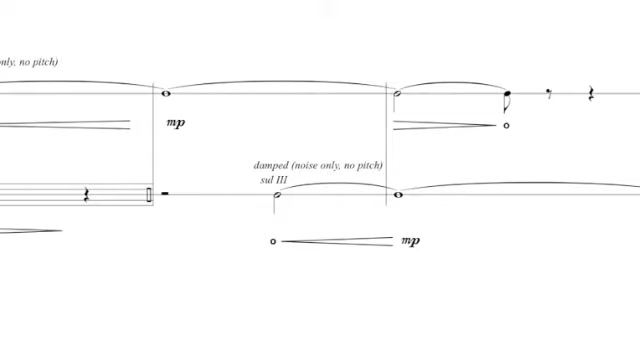 only, no pitch)
mp
damped (noise only, no pitch)
sul III
mp